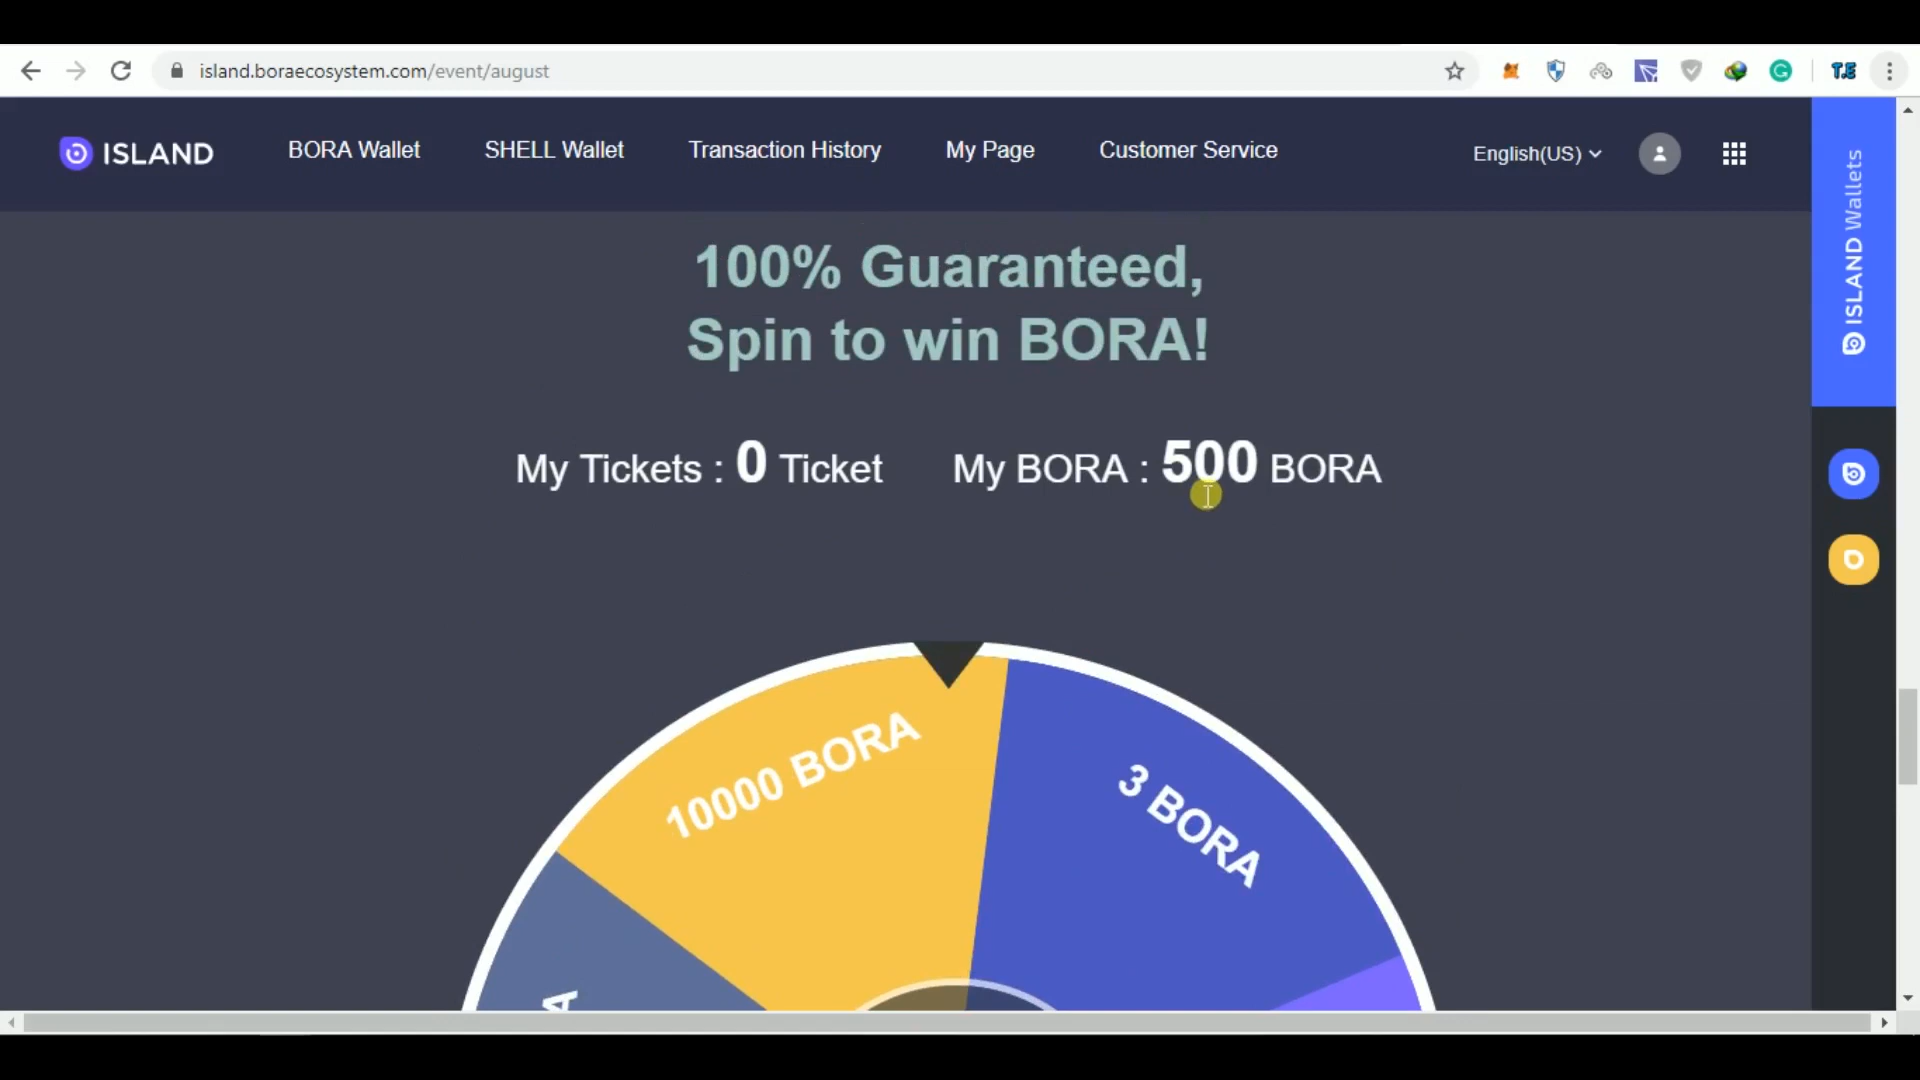 island.boraecosystem.com/event/august
T.E
ISLAND
BORA Wallet
SHELL Wallet
Transaction History
My Page
Customer Service
English(US)
ISLAND Wallets
100% Guaranteed,
Spin to win BORA!
My Tickets : 0 Ticket
My BORA : 500 BORA
10000 BORA
3 BORA
A